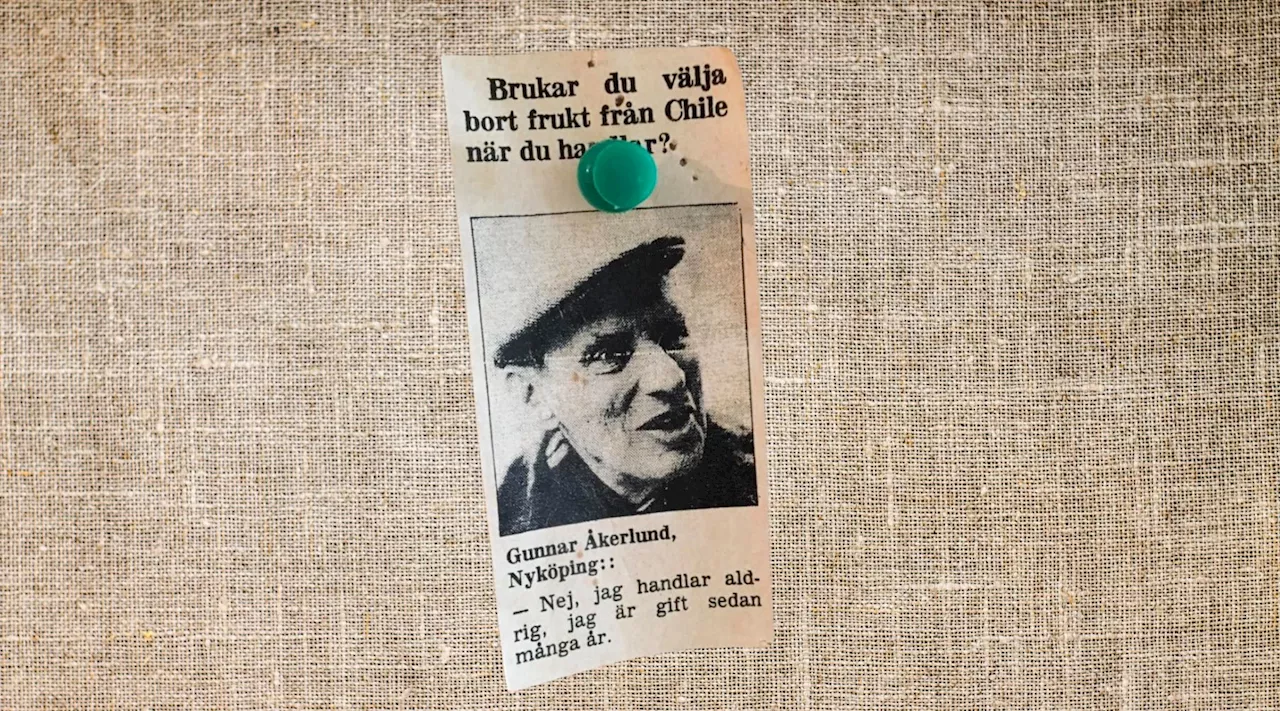 Brukar du välja
bort frukt från Chile
när du handlar?
Gunnar Åkerlund,
Nyköping::
— Nej, jag handlar ald-
rig, jag är gift sedan
många år.